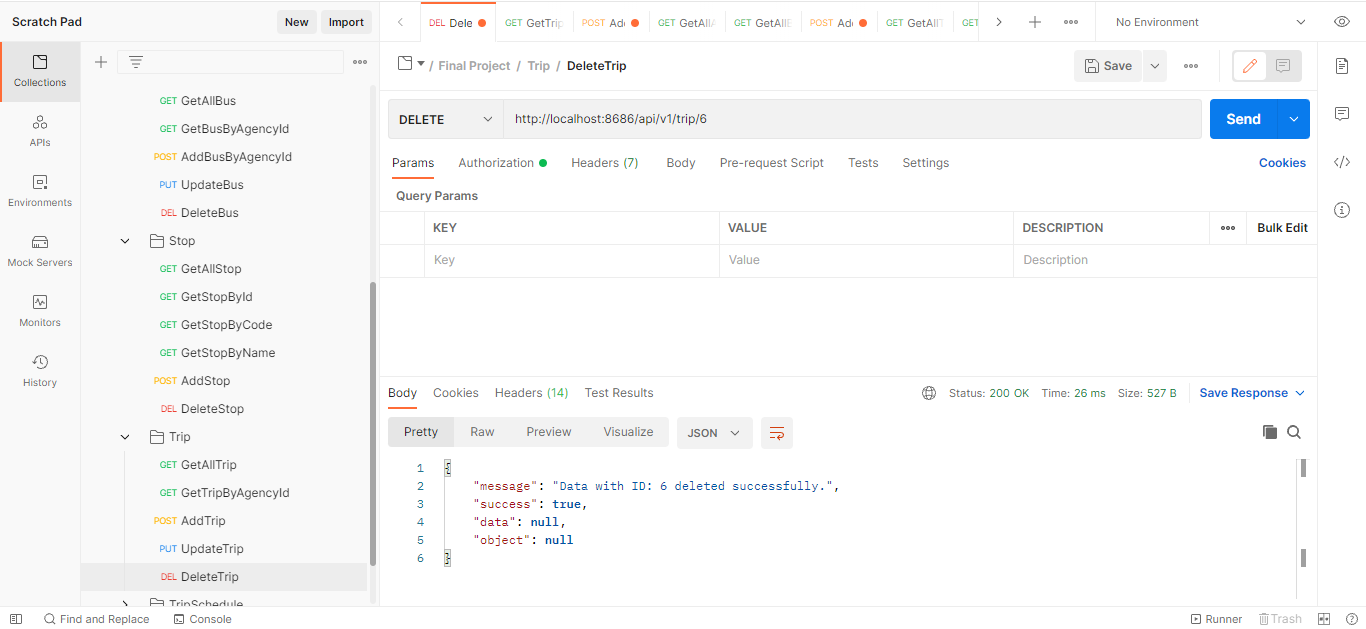 Scratch Pad
New
Import
DEL Dele
GET GetTrip
POST Ad
GET GetAll
GET GetAllB
POST Ad
GET GetAllT
GET
No Environment
Collections
APIs
Environments
Mock Servers
Monitors
History
GET GetAllBus
GET GetBusByAgencyId
POST AddBusByAgencyId
PUT UpdateBus
DEL DeleteBus
Stop
GET GetAllStop
GET GetStopById
GET GetStopByCode
GET GetStopByName
POST AddStop
DEL DeleteStop
Trip
GET GetAllTrip
GET GetTripByAgencyId
POST AddTrip
PUT UpdateTrip
DEL DeleteTrip
TripSchedule
/ Final Project / Trip / DeleteTrip
Save
DELETE
http://localhost:8686/api/v1/trip/6
Send
Params
Authorization
Headers (7)
Body
Pre-request Script
Tests
Settings
Cookies
Query Params
KEY
VALUE
DESCRIPTION
Bulk Edit
Key
Value
Description
Body
Cookies
Headers (14)
Test Results
Status: 200 OK
Time: 26 ms
Size: 527 B
Save Response
Pretty
Raw
Preview
Visualize
JSON
1 {
2 "message": "Data with ID: 6 deleted successfully.",
3 "success": true,
4 "data": null,
5 "object": null
6 }
Find and Replace
Console
Runner
Trash